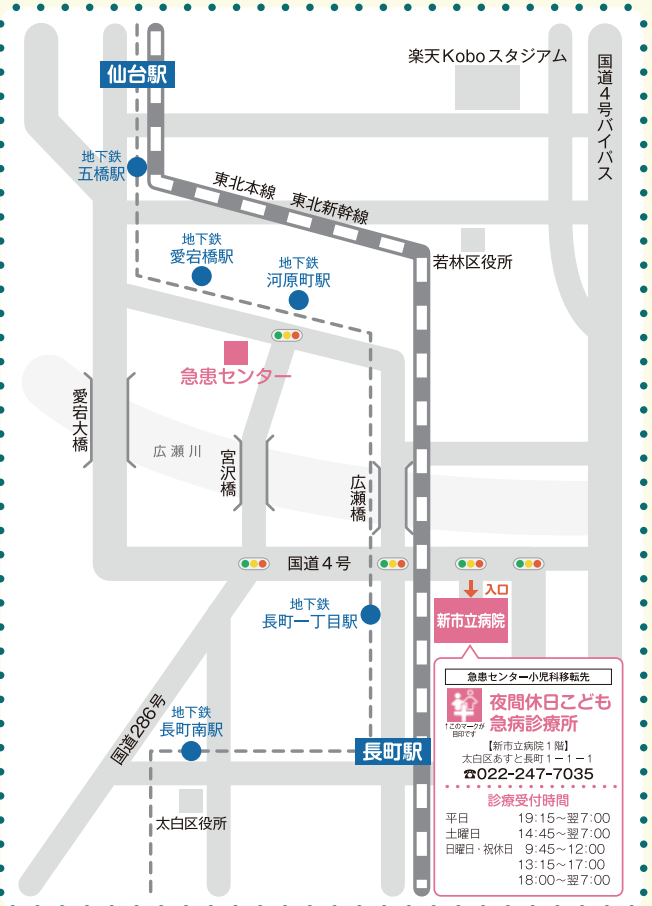 仙台駅
楽天Koboスタジアム
国道4号バイパス
地下鉄
五橋駅
東北本線 東北新幹線
地下鉄
愛宕橋駅
地下鉄
河原町駅
若林区役所
急患センター
愛宕大橋
広瀬川
宮沢橋
広瀬橋
国道4号
入口
新市立病院
地下鉄
長町一丁目駅
国道286号
地下鉄
長町南駅
長町駅
太白区役所
急患センター小児科移転先
夜間休日こども
急病診療所
↑このマークが
目印です
【新市立病院1階】
太白区あすと長町1ー1ー1
☎022-247-7035
診療受付時間
平日 19:15〜翌7:00
土曜日 14:45〜翌7:00
日曜日・祝休日 9:45〜12:00
13:15〜17:00
18:00〜翌7:00